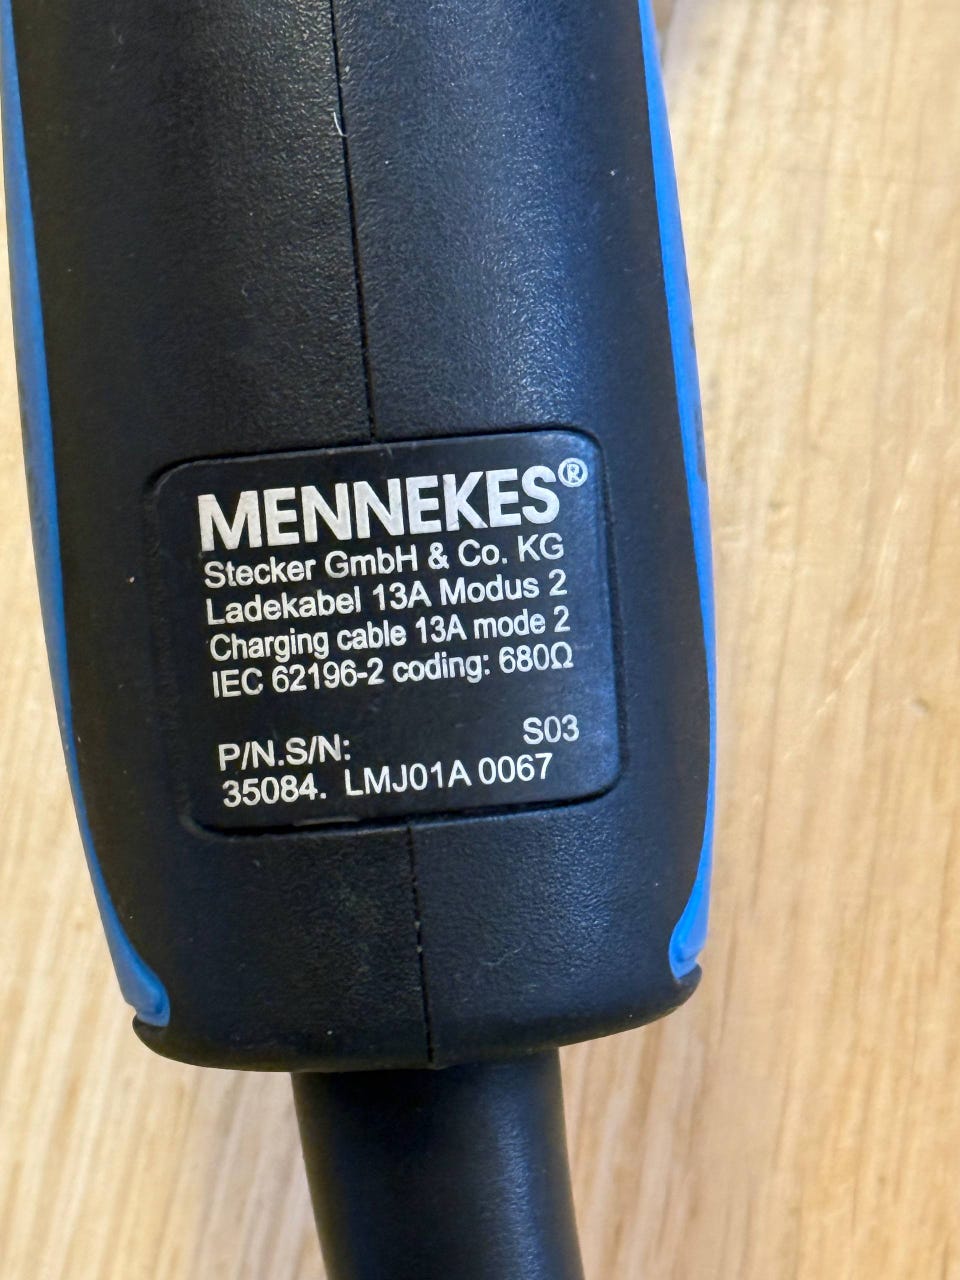 MENNEKES®
Stecker GmbH & Co. KG
Ladekabel 13A Modus 2
Charging cable 13A mode 2
IEC 62196-2 coding: 680Ω
P/N.S/N: S03
35084. LMJ01A 0067